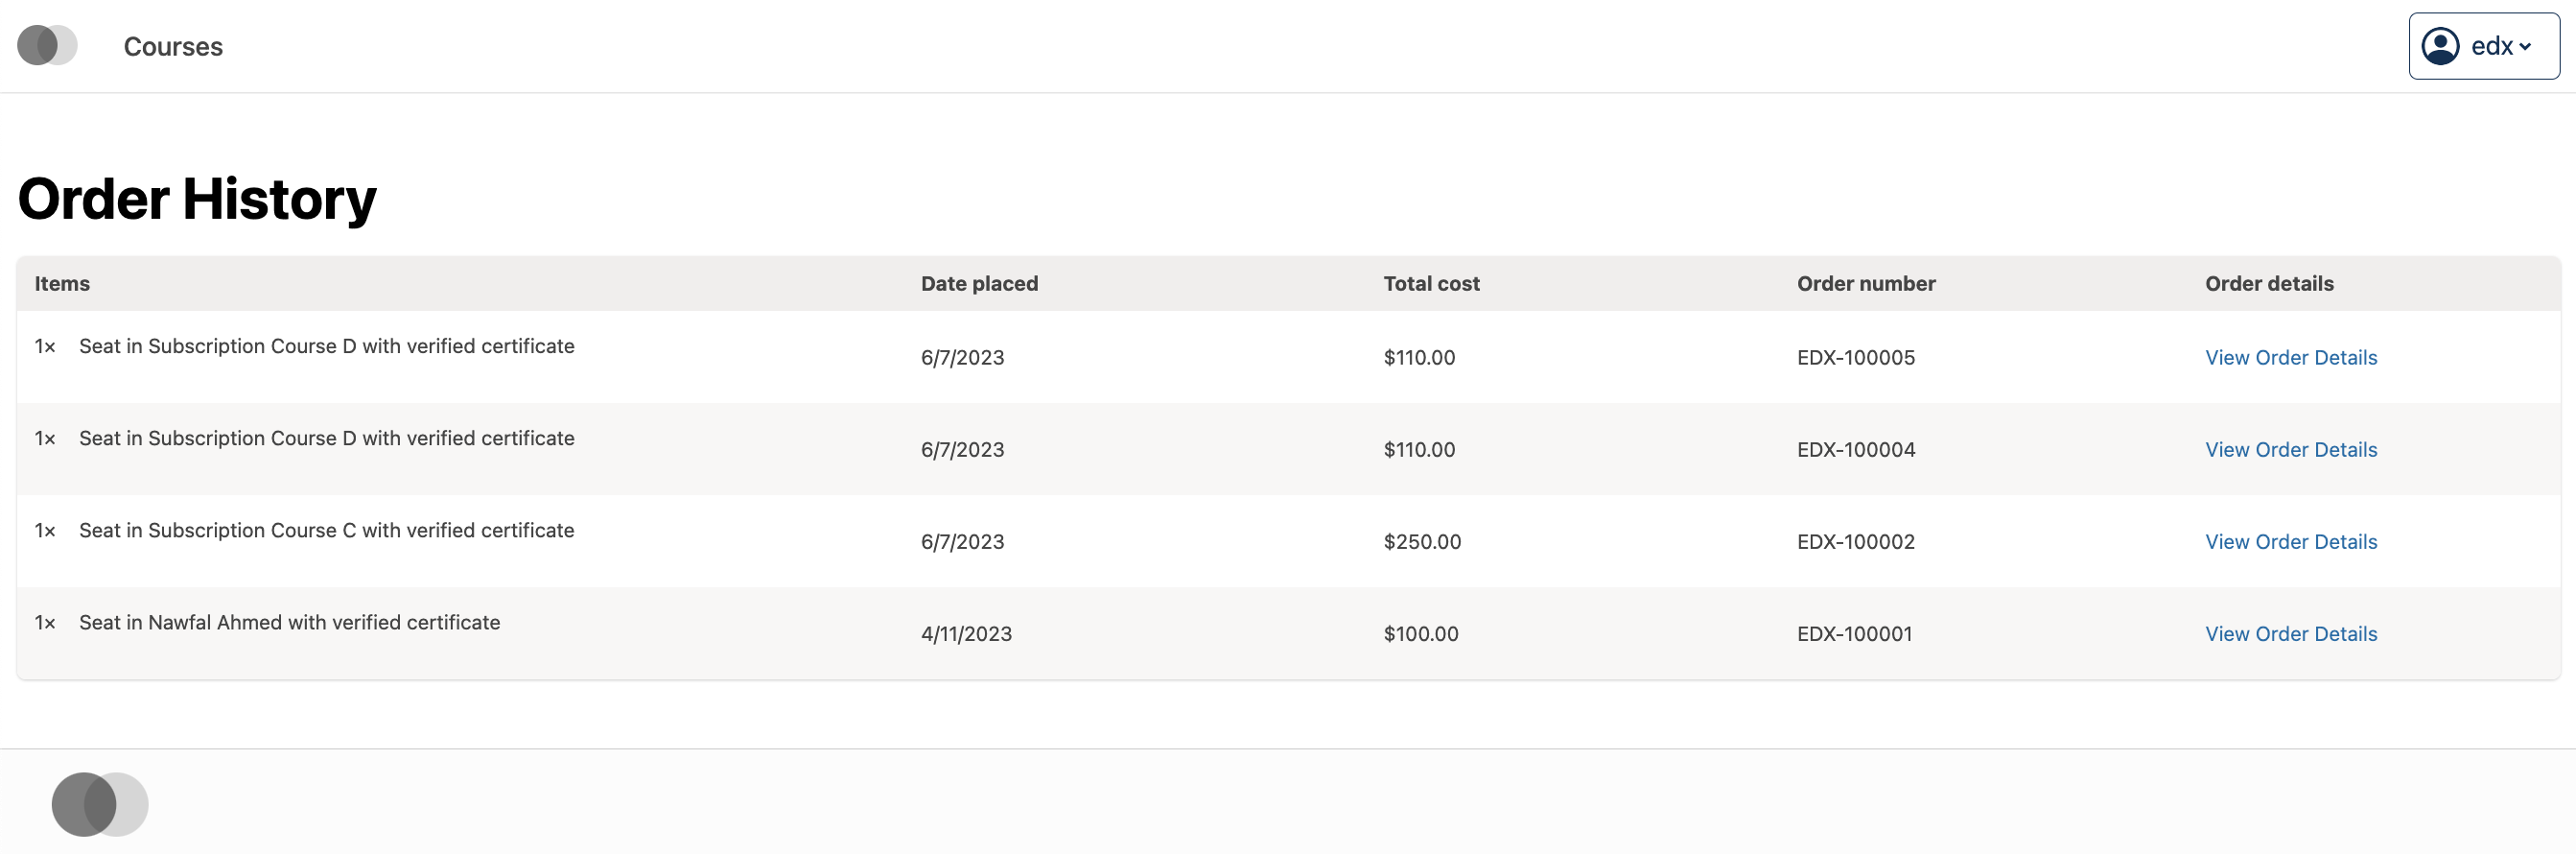 Courses
edx
Order History
Items Date placed Total cost Order number Order details
1× Seat in Subscription Course D with verified certificate 6/7/2023 $110.00 EDX-100005 View Order Details
1× Seat in Subscription Course D with verified certificate 6/7/2023 $110.00 EDX-100004 View Order Details
1× Seat in Subscription Course C with verified certificate 6/7/2023 $250.00 EDX-100002 View Order Details
1× Seat in Nawfal Ahmed with verified certificate 4/11/2023 $100.00 EDX-100001 View Order Details